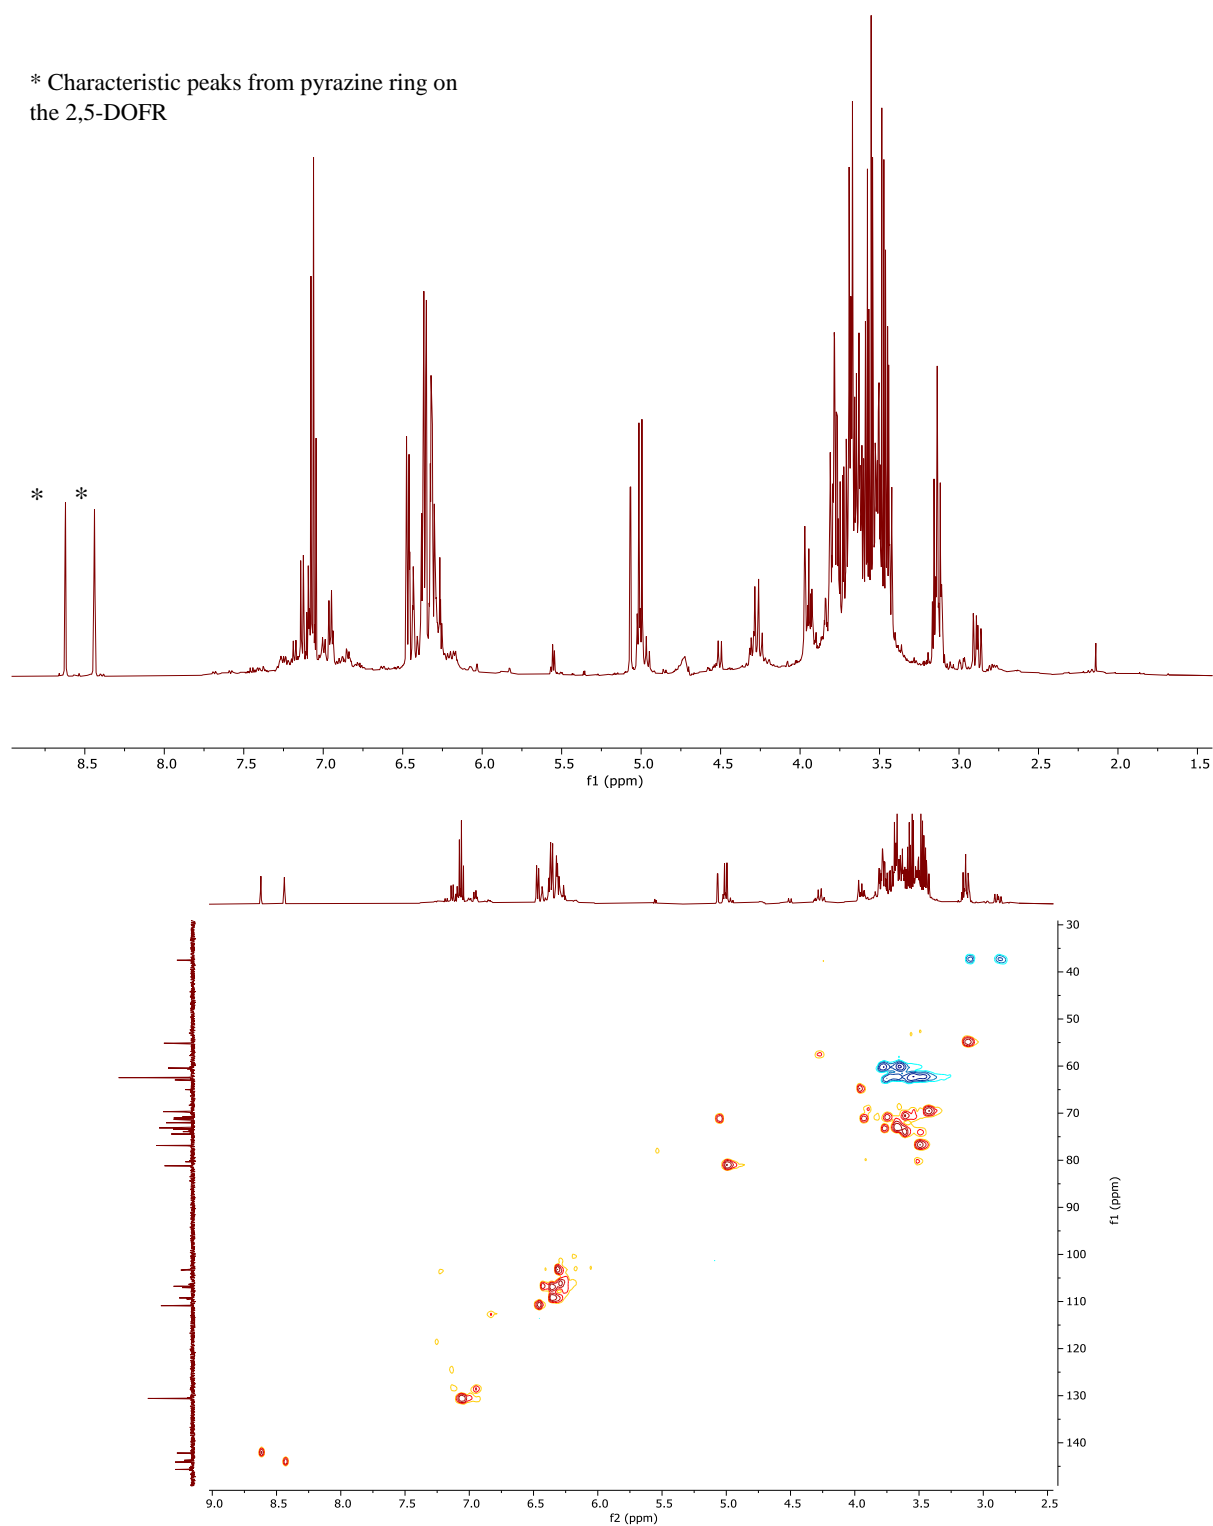 * Characteristic peaks from pyrazine ring on
the 2,5-DOFR
* *
8.5 8.0 7.5 7.0 6.5 6.0 5.5 5.0 4.5 4.0 3.5 3.0 2.5 2.0 1.5
f1 (ppm)
30
40
50
60
70
80
90
100
110
120
130
140
f1 (ppm)
9.0 8.5 8.0 7.5 7.0 6.5 6.0 5.5 5.0 4.5 4.0 3.5 3.0 2.5
f2 (ppm)